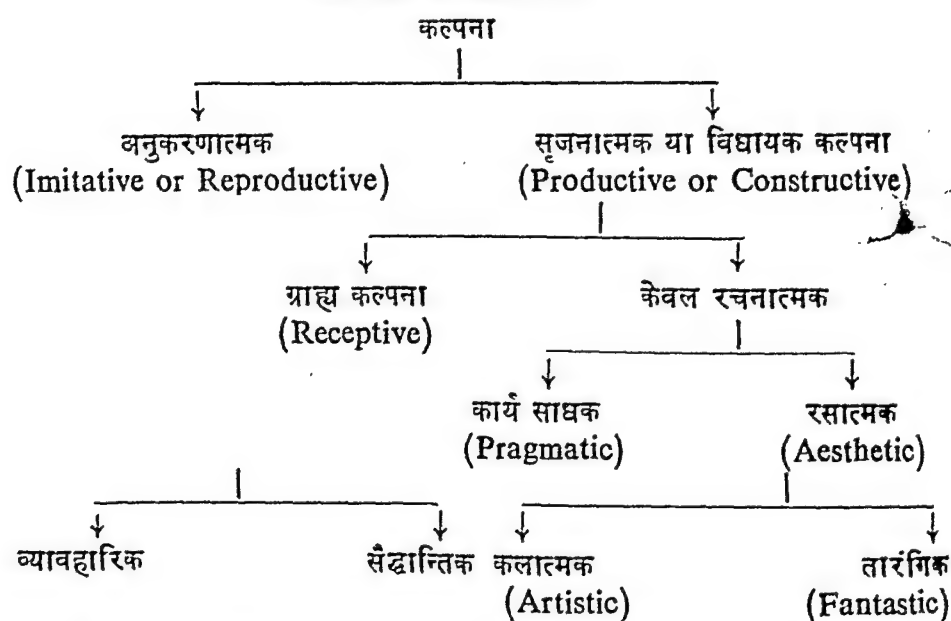 कल्पना
अनुकरणात्मक सृजनात्मक या विधायक कल्पना
(Imitative or Reproductive) (Productive or Constructive)
ग्राह्य कल्पना केवल रचनात्मक
(Receptive)
कार्य साधक रसात्मक
(Pragmatic) (Aesthetic)
व्यावहारिक सैद्धान्तिक कलात्मक तारंगिक
(Artistic) (Fantastic)